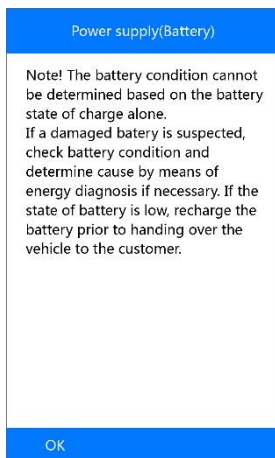 Power supply(Battery)
Note! The battery condition cannot
be determined based on the battery
state of charge alone.
If a damaged batery is suspected,
check battery condition and
determine cause by means of
energy diagnosis if necessary. If the
state of battery is low, recharge the
battery prior to handing over the
vehicle to the customer.
OK